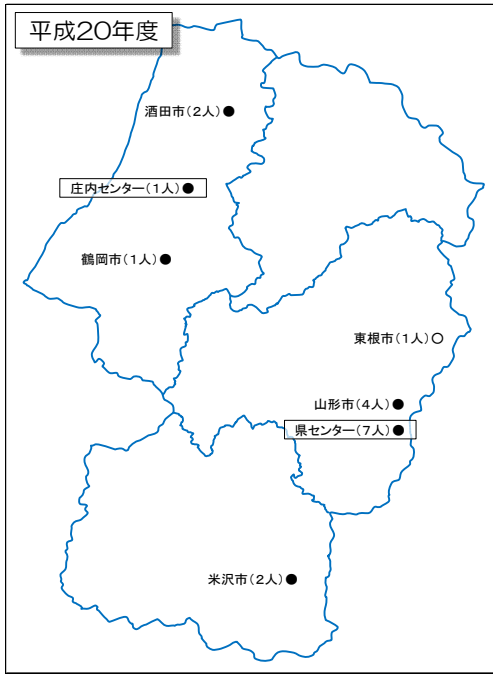 平成20年度
酒田市(2人)●
庄内センター(1人)●
鶴岡市(1人)●
東根市(1人)○
山形市(4人)●
県センター(7人)●
米沢市(2人)●